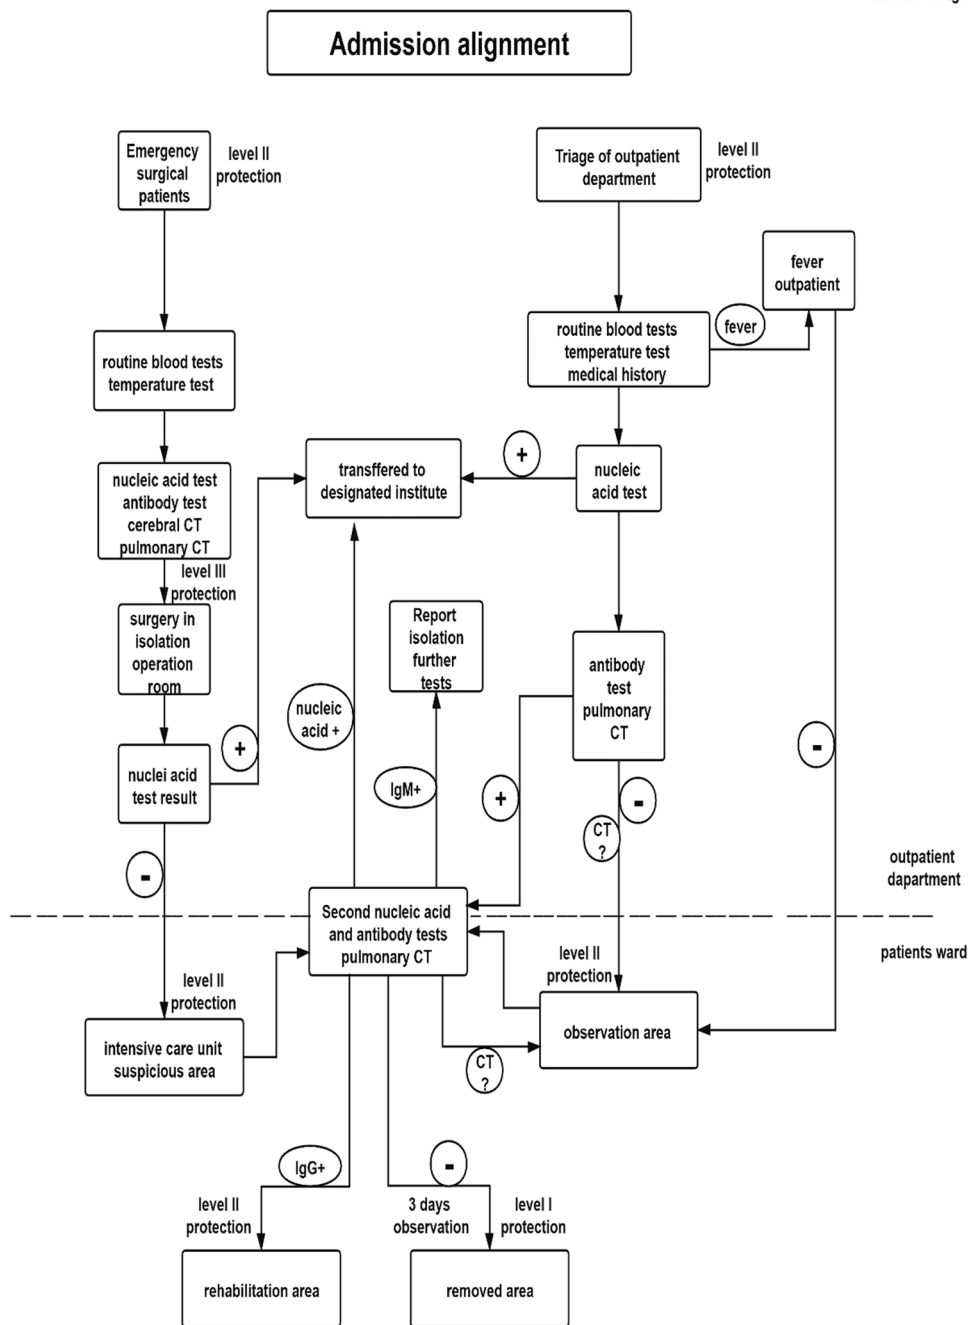 Admission alignment
Emergency
surgical
patients
level II
protection
Triage of outpatient
department
level II
protection
fever
outpatient
routine blood tests
temperature test
medical history
fever
routine blood tests
temperature test
transffered to
designated institute
+
nucleic
acid test
nucleic acid test
antibody test
cerebral CT
pulmonary CT
level III
protection
surgery in
isolation
operation
room
Report
isolation
further
tests
antibody
test
pulmonary
CT
nucleic
acid +
+
-
nuclei acid
test result
IgM+
+
-
CT
?
-
outpatient
dapartment
Second nucleic acid
and antibody tests
pulmonary CT
patients ward
level II
protection
level II
protection
intensive care unit
suspicious area
observation area
CT
?
IgG+
-
level II
protection
3 days
observation
level I
protection
rehabilitation area
removed area